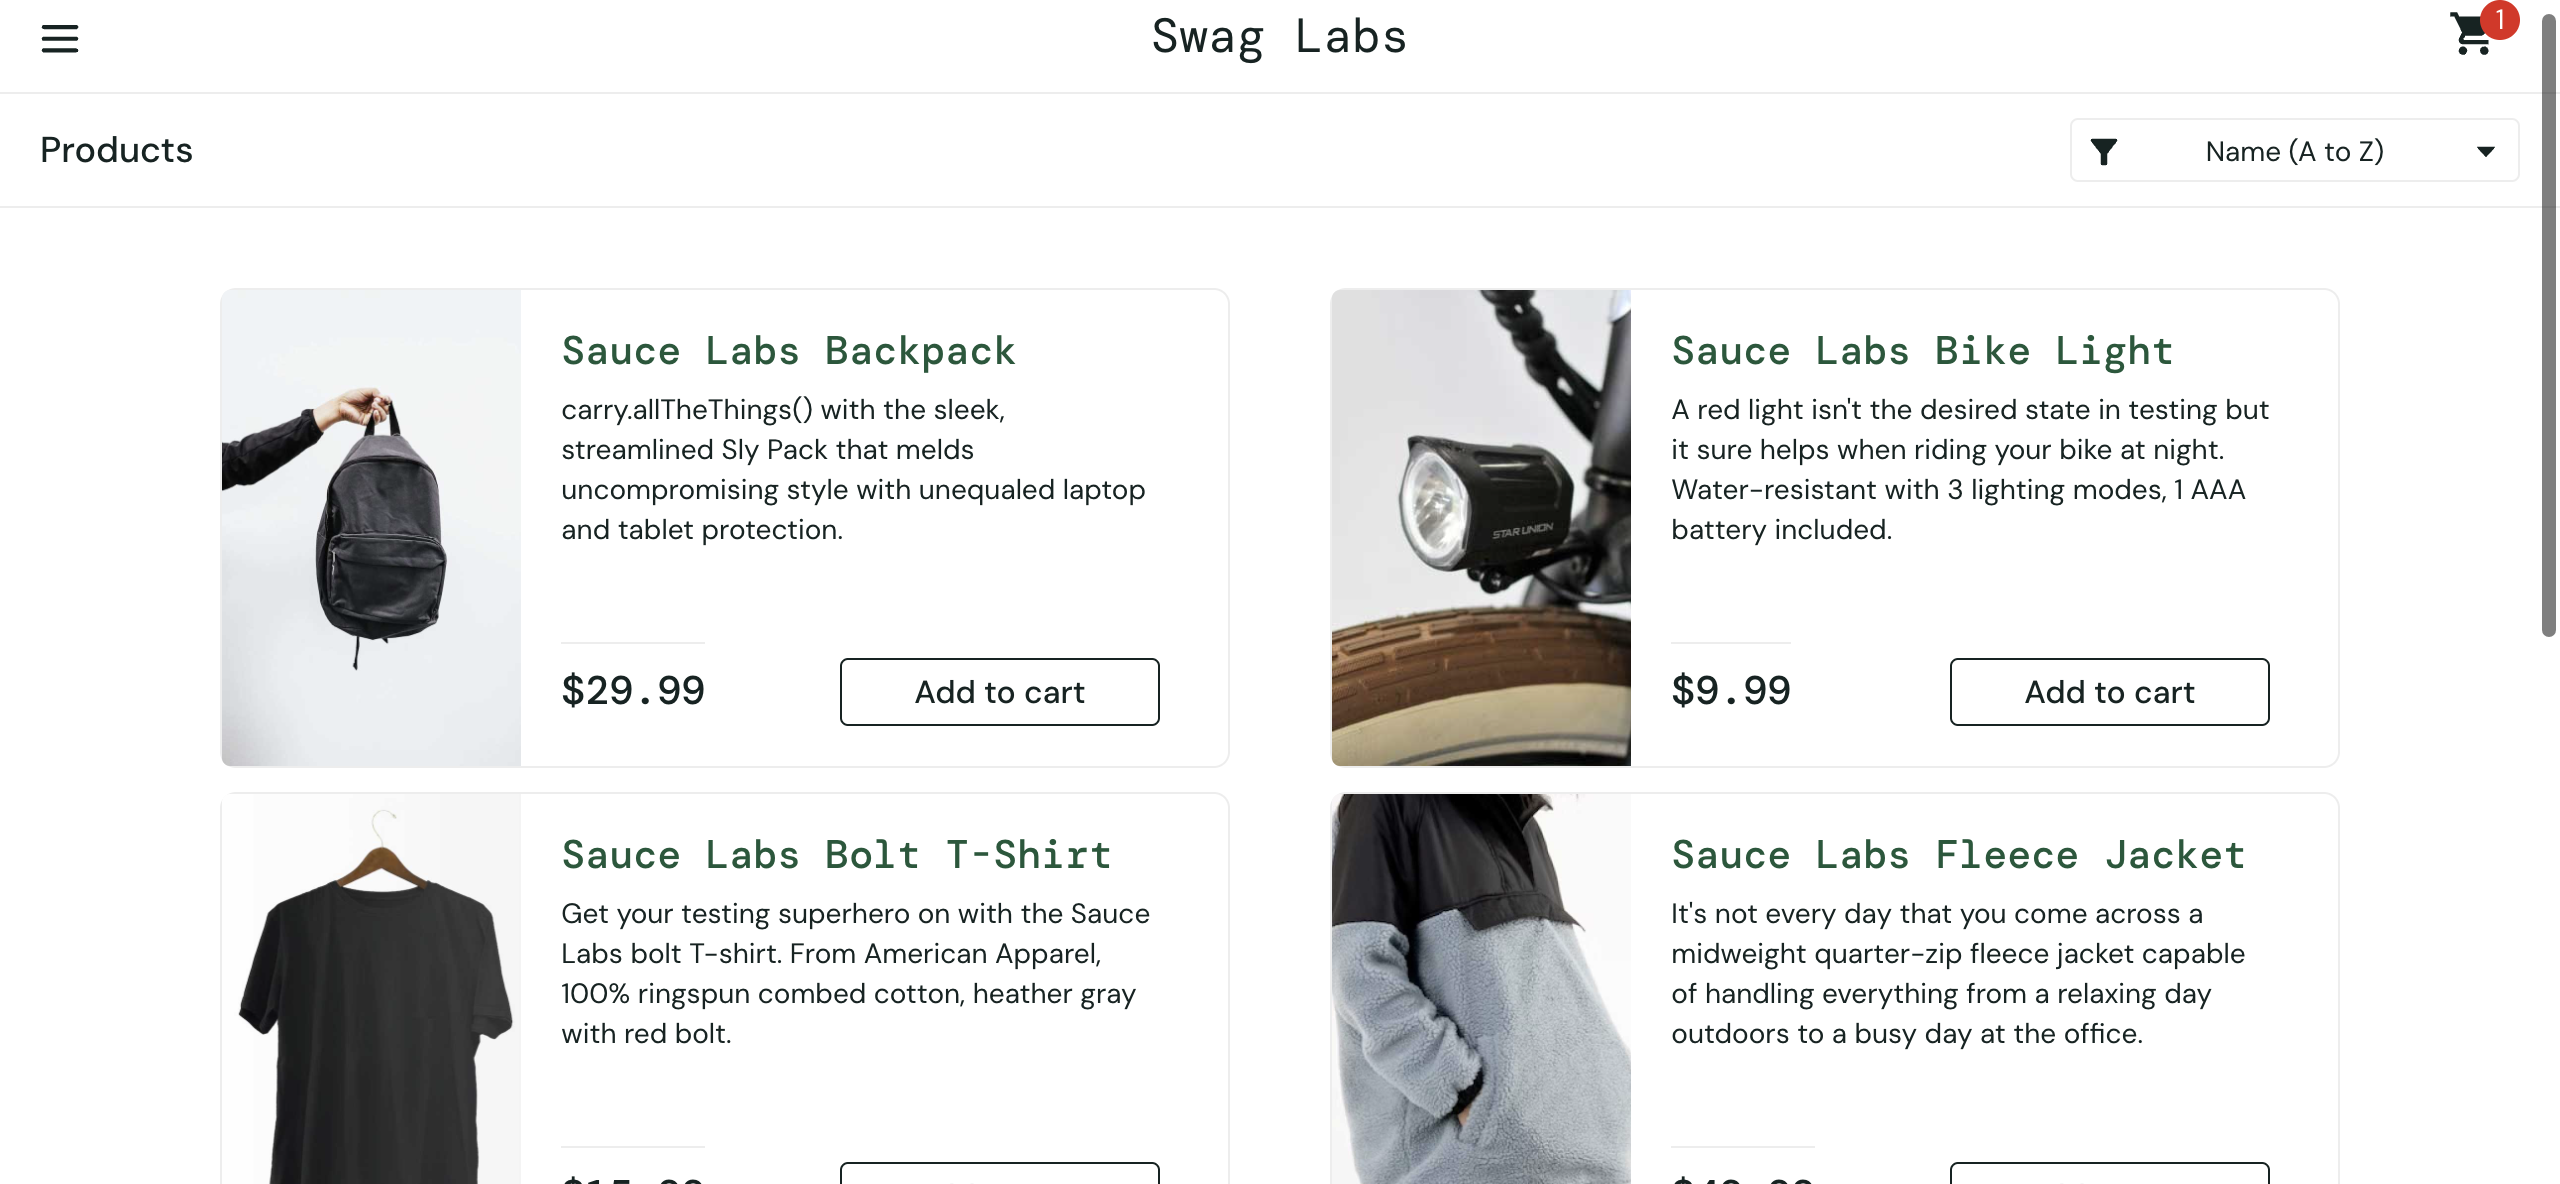 Swag Labs
1
Products
Name (A to Z)
Sauce Labs Backpack
carry.allTheThings() with the sleek,
streamlined Sly Pack that melds
uncompromising style with unequaled laptop
and tablet protection.
$29.99
Add to cart
Sauce Labs Bike Light
A red light isn't the desired state in testing but
it sure helps when riding your bike at night.
Water-resistant with 3 lighting modes, 1 AAA
battery included.
$9.99
Add to cart
STAR UNION
Sauce Labs Bolt T-Shirt
Get your testing superhero on with the Sauce
Labs bolt T-shirt. From American Apparel,
100% ringspun combed cotton, heather gray
with red bolt.
Sauce Labs Fleece Jacket
It's not every day that you come across a
midweight quarter-zip fleece jacket capable
of handling everything from a relaxing day
outdoors to a busy day at the office.